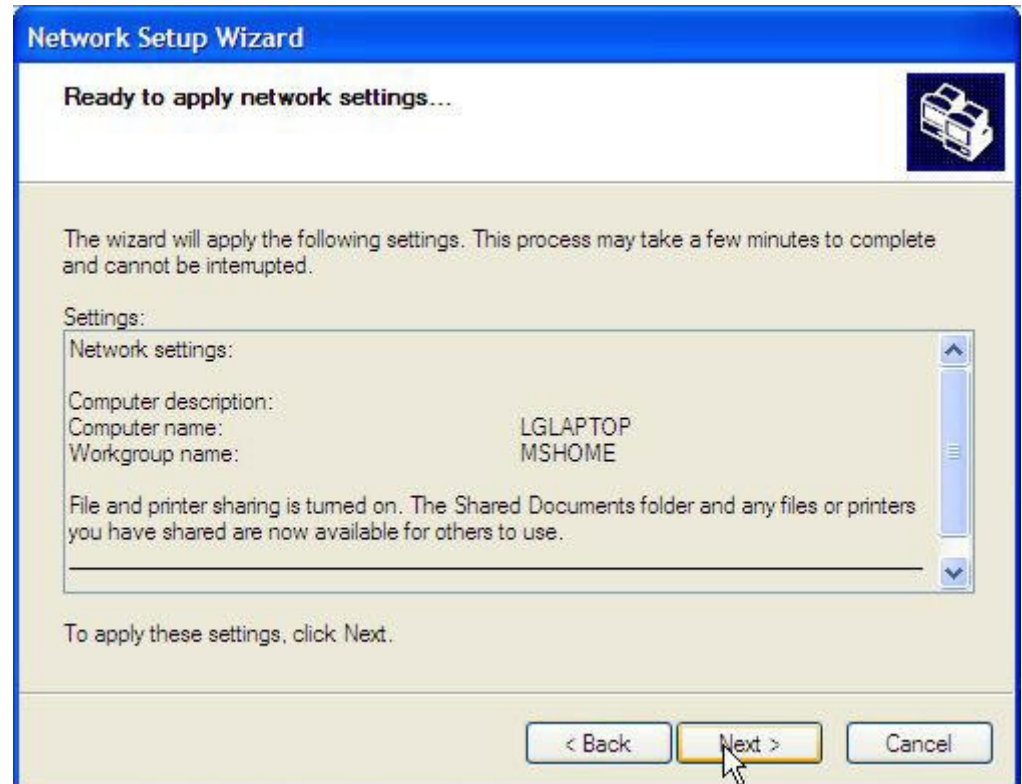 Network Setup Wizard
Ready to apply network settings...
The wizard will apply the following settings. This process may take a few minutes to complete
and cannot be interrupted.
Settings:
Network settings:
Computer description:
Computer name: LGLAPTOP
Workgroup name: MSHOME
File and printer sharing is turned on. The Shared Documents folder and any files or printers
you have shared are now available for others to use.
To apply these settings, click Next.
< Back Next > Cancel